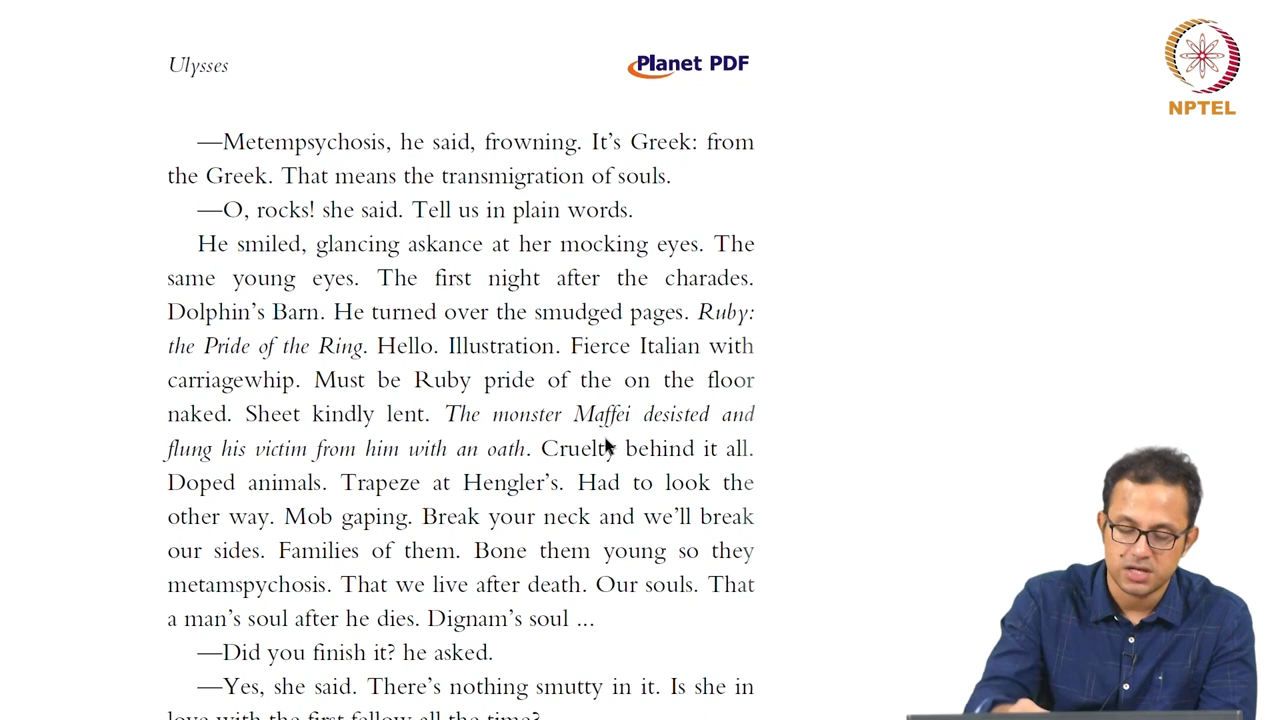 Ulysses
Planet PDF
NPTEL
—Metempsychosis, he said, frowning. It’s Greek: from
the Greek. That means the transmigration of souls.
—O, rocks! she said. Tell us in plain words.
He smiled, glancing askance at her mocking eyes. The
same young eyes. The first night after the charades.
Dolphin’s Barn. He turned over the smudged pages. Ruby:
the Pride of the Ring. Hello. Illustration. Fierce Italian with
carriagewhip. Must be Ruby pride of the on the floor
naked. Sheet kindly lent. The monster Maffei desisted and
flung his victim from him with an oath. Cruelty behind it all.
Doped animals. Trapeze at Hengler’s. Had to look the
other way. Mob gaping. Break your neck and we’ll break
our sides. Families of them. Bone them young so they
metamspychosis. That we live after death. Our souls. That
a man’s soul after he dies. Dignam’s soul ...
—Did you finish it? he asked.
—Yes, she said. There’s nothing smutty in it. Is she in
love with the first fellow all the time?